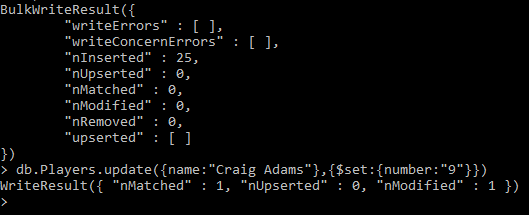 BulkWriteResult({
"writeErrors" : [ ],
"writeConcernErrors" : [ ],
"nInserted" : 25,
"nUpserted" : 0,
"nMatched" : 0,
"nModified" : 0,
"nRemoved" : 0,
"upserted" : [ ]
})
> db.Players.update({name:"Craig Adams"},{$set:{number:"9"}})
WriteResult({ "nMatched" : 1, "nUpserted" : 0, "nModified" : 1 })
>